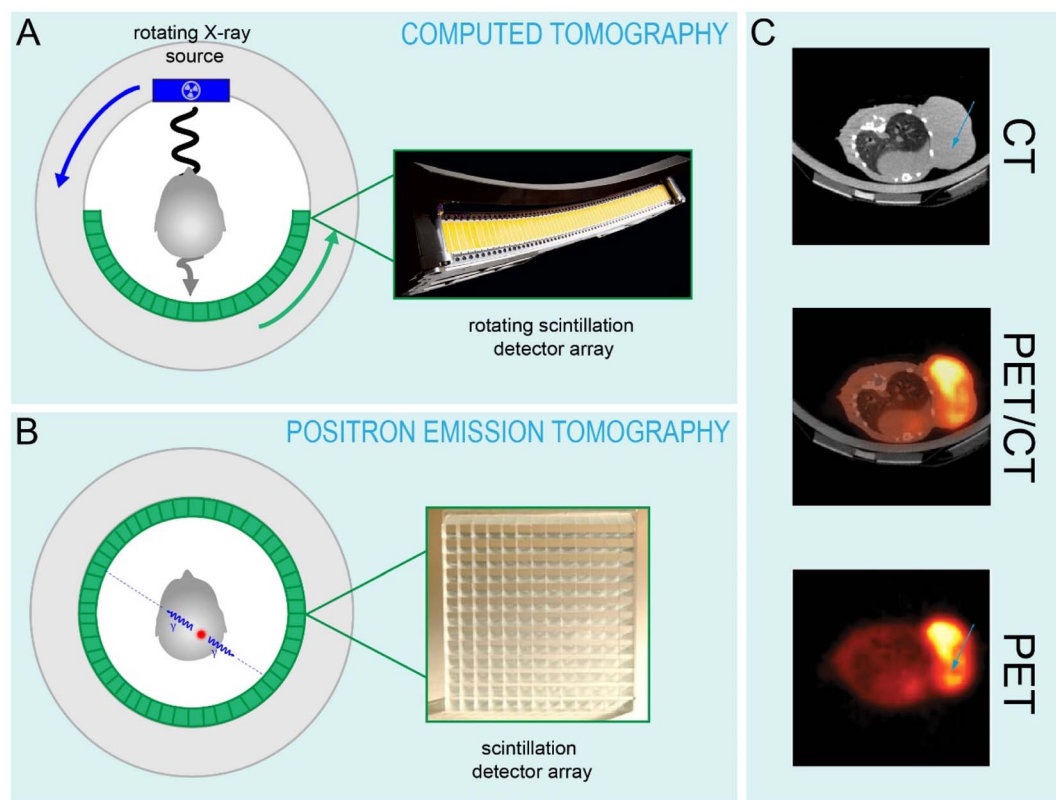 A
COMPUTED TOMOGRAPHY
rotating X-ray
source
rotating scintillation
detector array
B
POSITRON EMISSION TOMOGRAPHY
γ
γ
scintillation
detector array
C
CT
PET/CT
PET